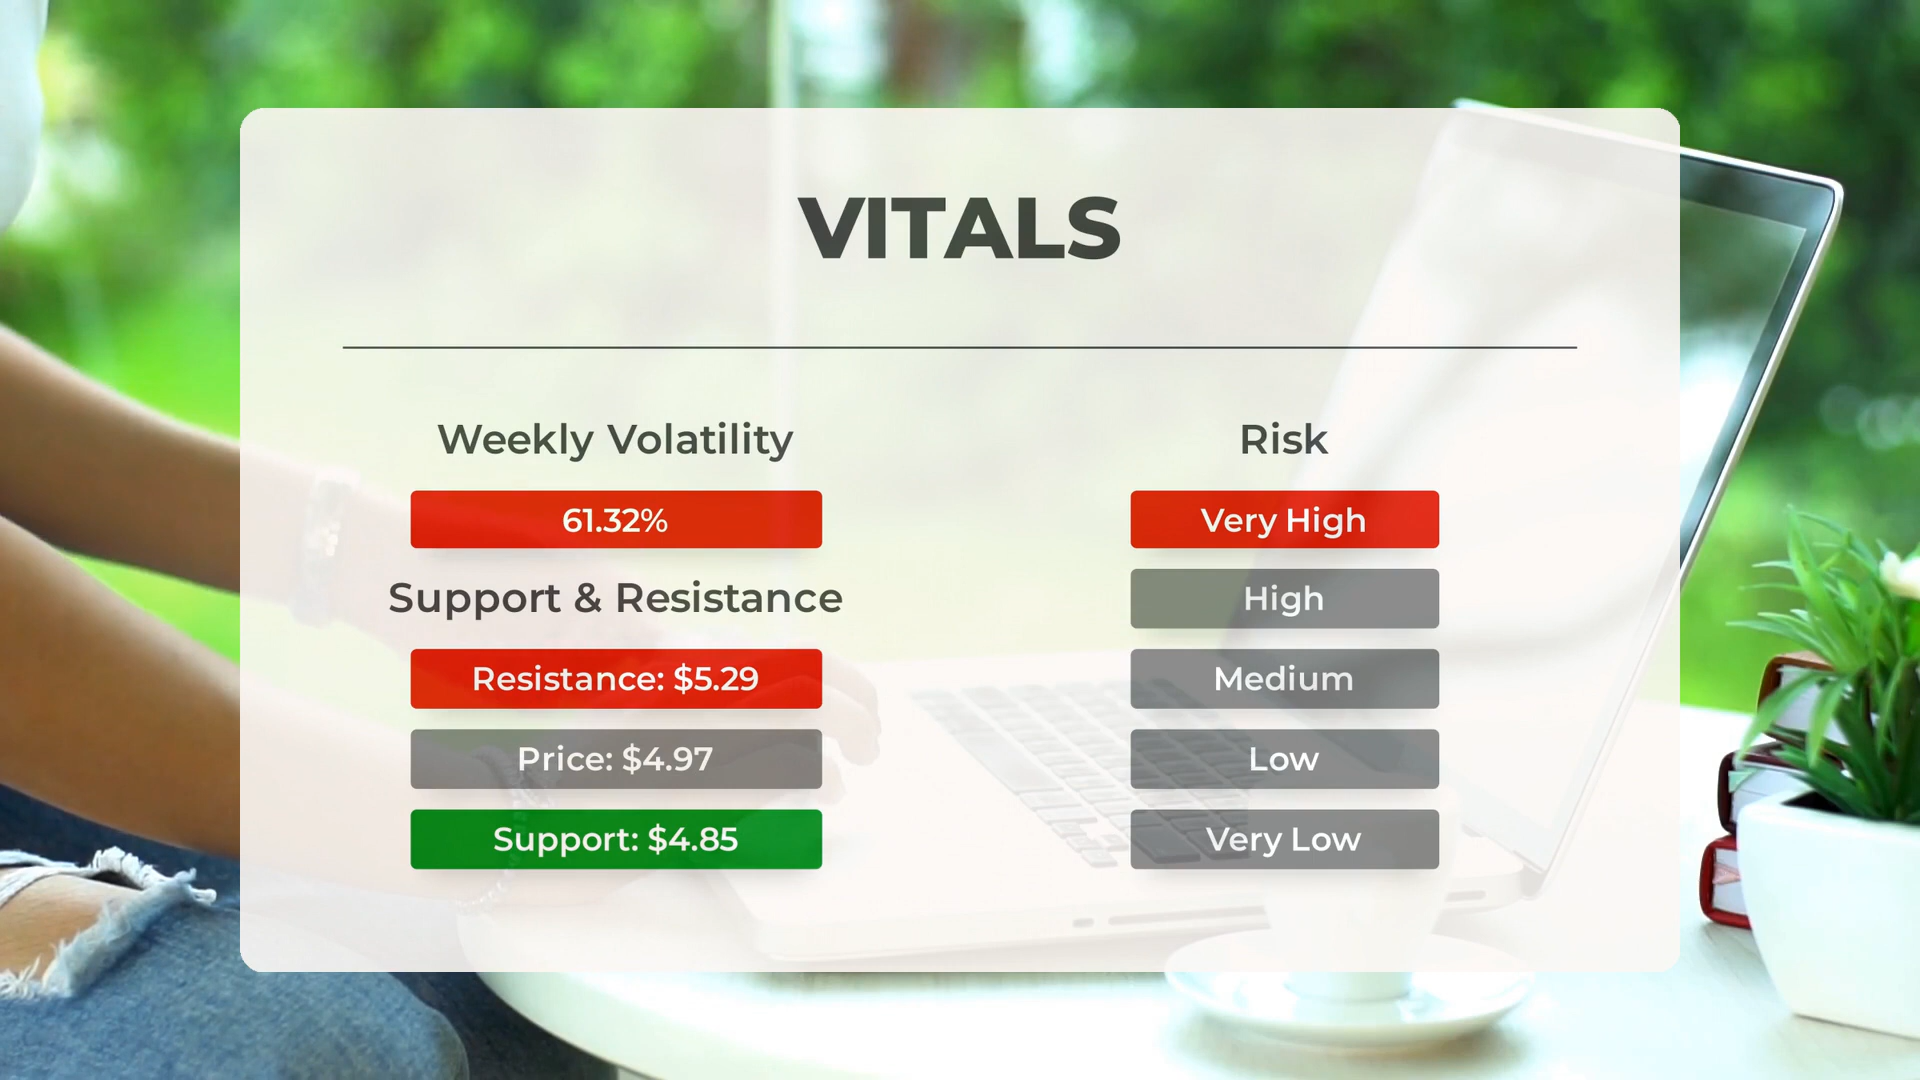 VITALS
Weekly Volatility
61.32%
Support & Resistance
Resistance: $5.29
Price: $4.97
Support: $4.85
Risk
Very High
High
Medium
Low
Very Low